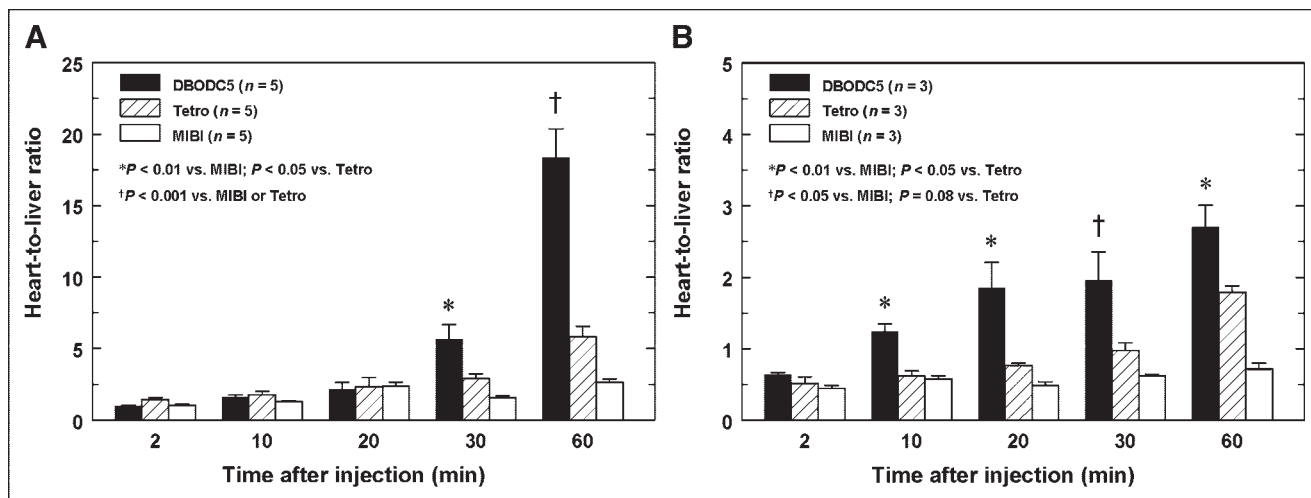 A
Heart-to-liver ratio
25
20
15
10
5
0
DBODC5 (n = 5)
Tetro (n = 5)
MIBI (n = 5)
*P < 0.01 vs. MIBI; P < 0.05 vs. Tetro
†P < 0.001 vs. MIBI or Tetro
*
†
2 10 20 30 60
Time after injection (min)
B
Heart-to-liver ratio
5
4
3
2
1
0
DBODC5 (n = 3)
Tetro (n = 3)
MIBI (n = 3)
*P < 0.01 vs. MIBI; P < 0.05 vs. Tetro
†P < 0.05 vs. MIBI; P = 0.08 vs. Tetro
*
*
†
*
2 10 20 30 60
Time after injection (min)